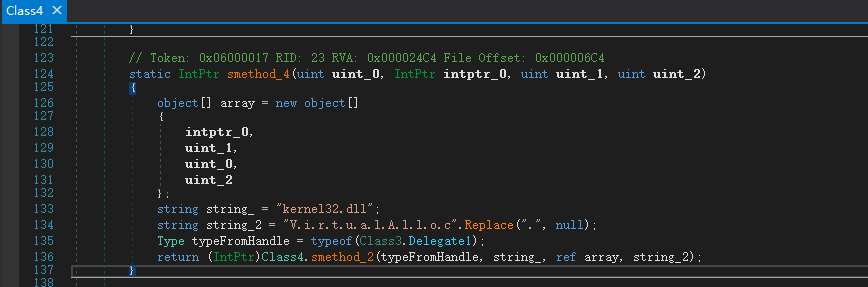 Class4 ×
121 }
122
123 // Token: 0x06000017 RID: 23 RVA: 0x000024C4 File Offset: 0x000006C4
124 static IntPtr smethod_4(uint uint_0, IntPtr intptr_0, uint uint_1, uint uint_2)
125 {
126 object[] array = new object[]
127 {
128 intptr_0,
129 uint_1,
130 uint_0,
131 uint_2
132 };
133 string string_ = "kernel32.dll";
134 string string_2 = "V.i.r.t.u.a.l.A.l.l.o.c".Replace(".", null);
135 Type typeFromHandle = typeof(Class3.Delegate1);
136 return (IntPtr)Class4.smethod_2(typeFromHandle, string_, ref array, string_2);
137 }
138